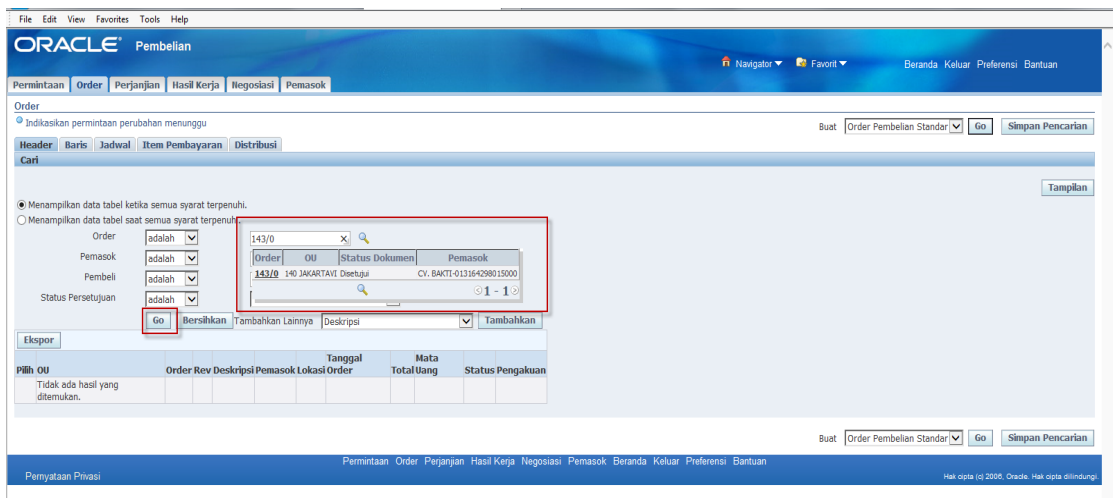 File Edit View Favorites Tools Help
ORACLE Pembelian
Navigator Favorit Beranda Keluar Preferensi Bantuan
Permintaan Order Perjanjian Hasil Kerja Negosiasi Pemasok
Order
Indikasikan permintaan perubahan menunggu
Buat Order Pembelian Standar Go Simpan Pencarian
Header Baris Jadwal Item Pembayaran Distribusi
Cari
Tampilan
Menampilkan data tabel ketika semua syarat terpenuhi.
Menampilkan data tabel saat semua syarat terpenuhi.
Order adalah 143/0 x
Pemasok adalah
Order OU Status Dokumen Pemasok
143/0 140 JAKARTAVI Disetujui CV. BAKTI-013164298015000
Pembeli adalah
1 - 1
Status Persetujuan adalah
Go Bersihkan Tambahkan Lainnya Deskripsi Tambahkan
Ekspor
Pilih OU Order Rev Deskripsi Pemasok Lokasi Tanggal Order Total Mata Uang Status Pengakuan
Tidak ada hasil yang
ditemukan.
Buat Order Pembelian Standar Go Simpan Pencarian
Permintaan Order Perjanjian Hasil Kerja Negosiasi Pemasok Beranda Keluar Preferensi Bantuan
Pernyataan Privasi
Hak cipta (c) 2006, Oracle. Hak cipta dilindungi.